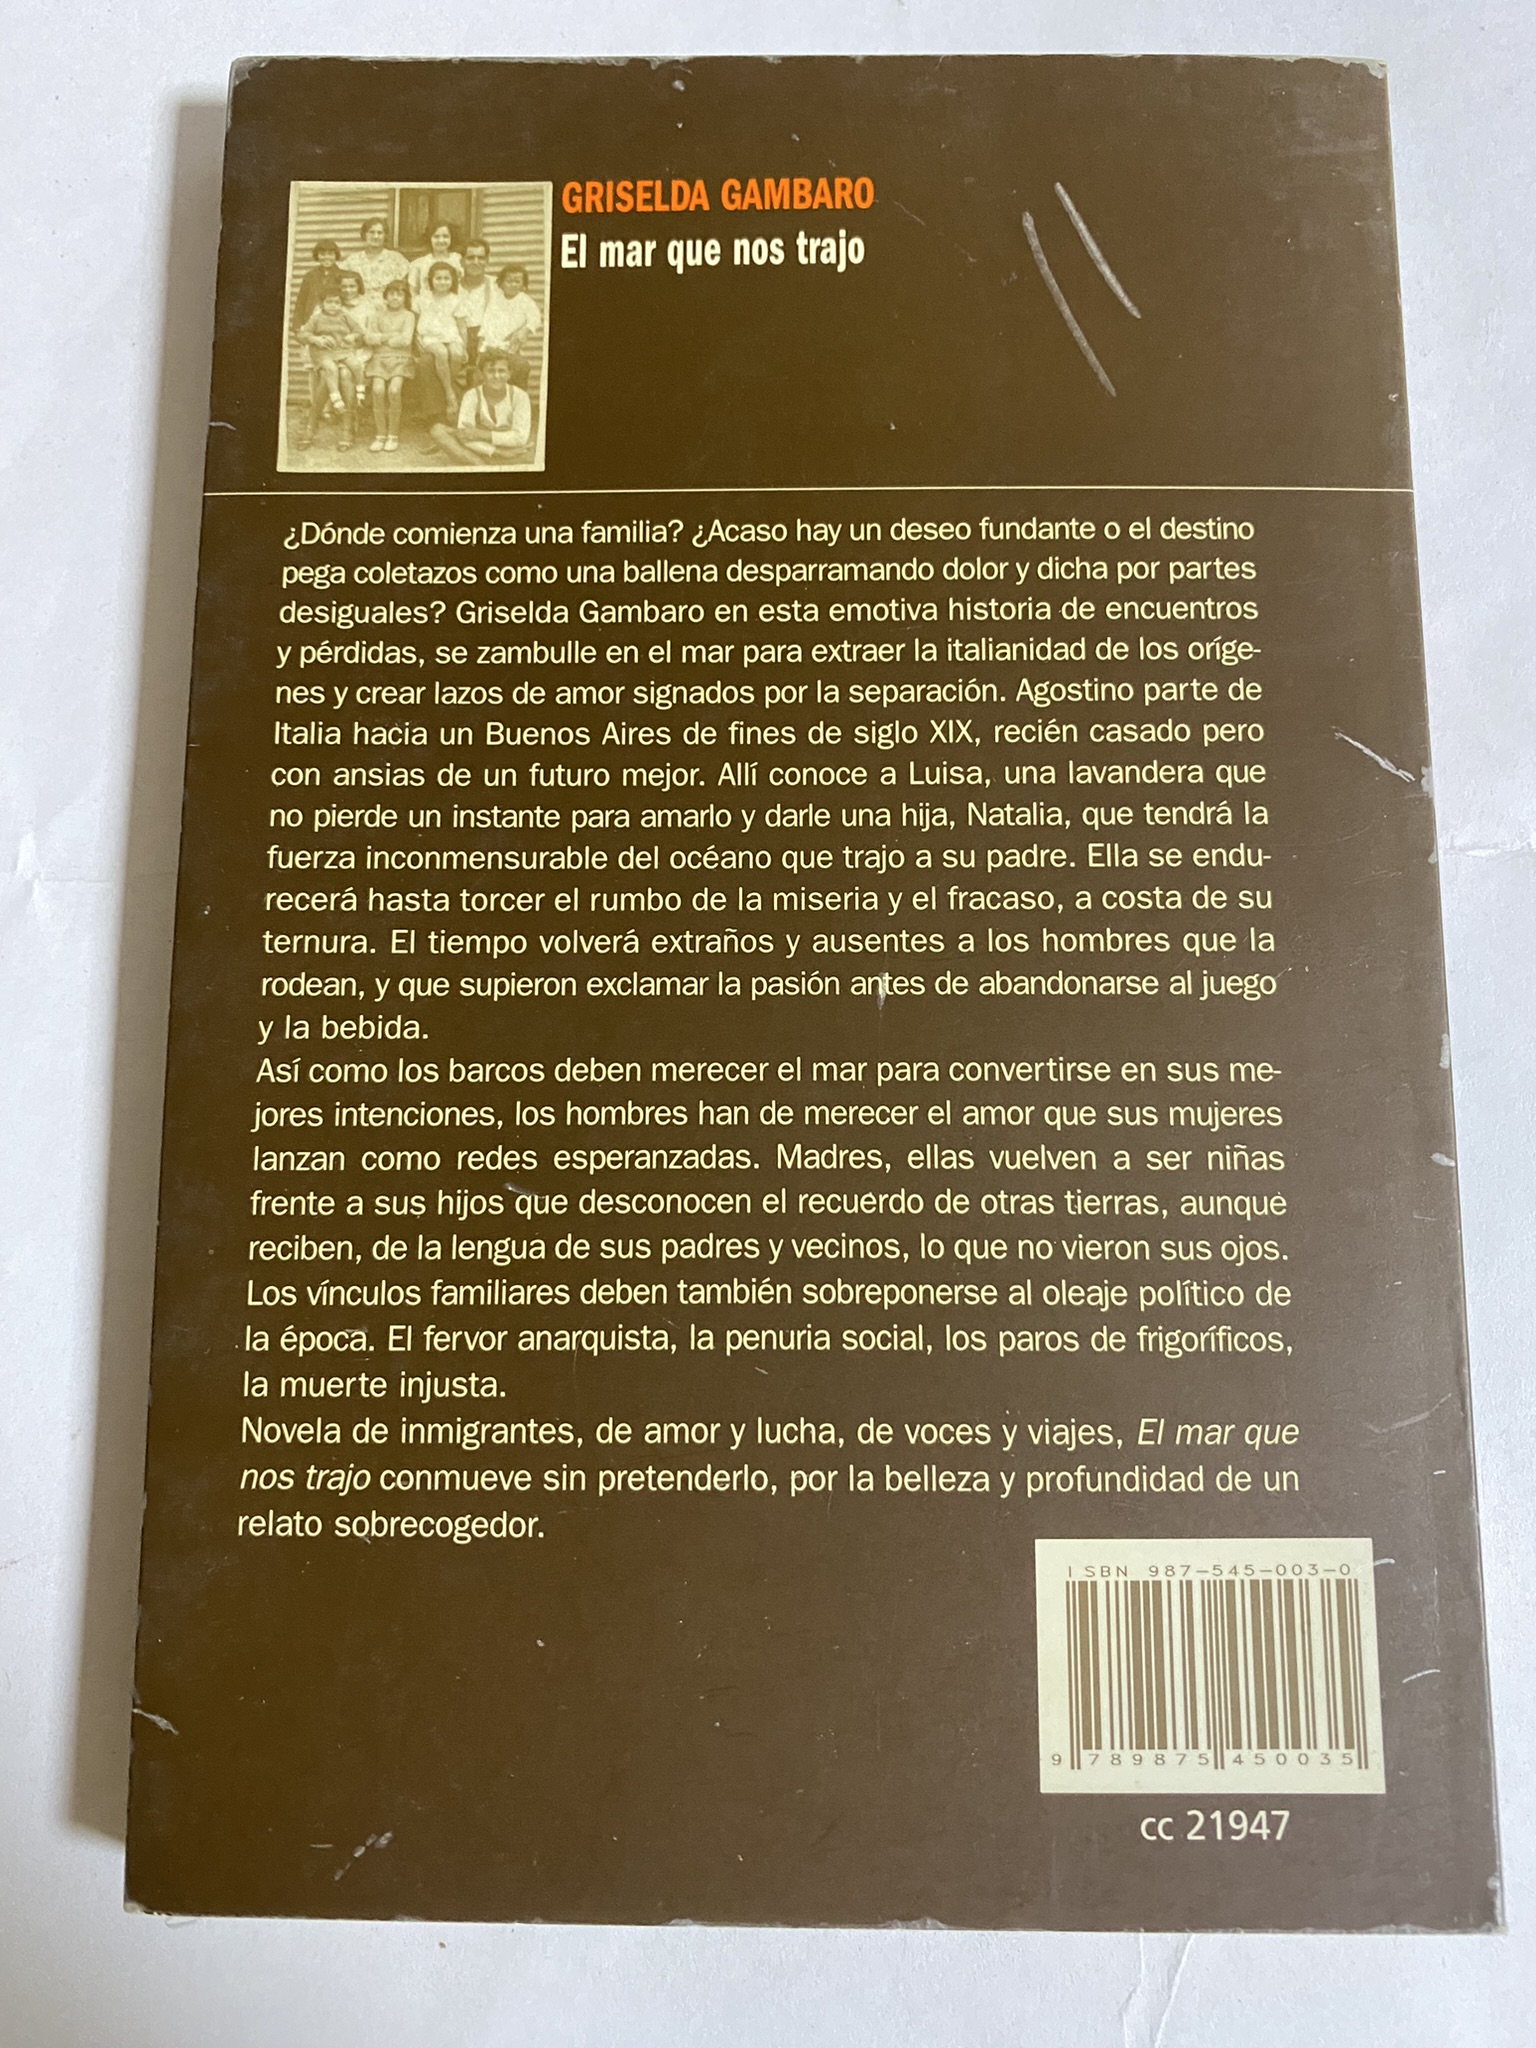 GRISELDA GAMBARO
El mar que nos trajo
¿Dónde comienza una familia? ¿Acaso hay un deseo fundante o el destino
pega coletazos como una ballena desparramando dolor y dicha por partes
desiguales? Griselda Gambaro en esta emotiva historia de encuentros
y pérdidas, se zambulle en el mar para extraer la italianidad de los oríge-
nes y crear lazos de amor signados por la separación. Agostino parte de
Italia hacia un Buenos Aires de fines de siglo XIX, recién casado pero
con ansias de un futuro mejor. Allí conoce a Luisa, una lavandera que
no pierde un instante para amarlo y darle una hija, Natalia, que tendrá la
fuerza inconmensurable del océano que trajo a su padre. Ella se endu-
recerá hasta torcer el rumbo de la miseria y el fracaso, a costa de su
ternura. El tiempo volverá extraños y ausentes a los hombres que la
rodean, y que supieron exclamar la pasión antes de abandonarse al juego
y la bebida.
Así como los barcos deben merecer el mar para convertirse en sus me-
jores intenciones, los hombres han de merecer el amor que sus mujeres
lanzan como redes esperanzadas. Madres, ellas vuelven a ser niñas
frente a sus hijos que desconocen el recuerdo de otras tierras, aunque
reciben, de la lengua de sus padres y vecinos, lo que no vieron sus ojos.
Los vínculos familiares deben también sobreponerse al oleaje político de
la época. El fervor anarquista, la penuria social, los paros de frigoríficos,
la muerte injusta.
Novela de inmigrantes, de amor y lucha, de voces y viajes, El mar que
nos trajo conmueve sin pretenderlo, por la belleza y profundidad de un
relato sobrecogedor.
ISBN 987-545-003-0
9 789875 450035
cc 21947